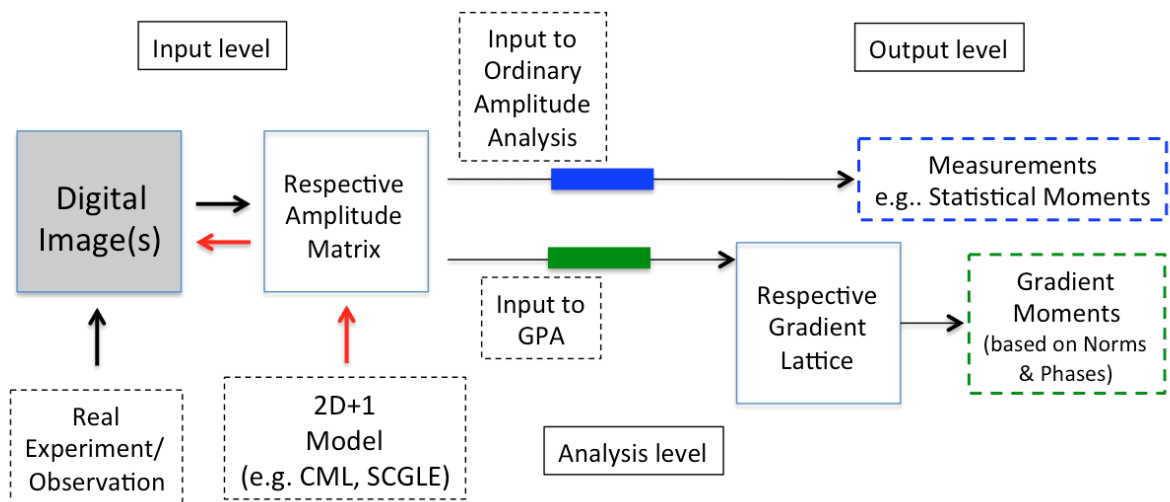 Input level
Input to
Ordinary
Amplitude
Analysis
Output level
Digital
Image(s)
Respective
Amplitude
Matrix
Measurements
e.g.. Statistical Moments
Input to
GPA
Respective
Gradient
Lattice
Gradient
Moments
(based on Norms
& Phases)
Real
Experiment/
Observation
2D+1
Model
(e.g. CML, SCGLE)
Analysis level